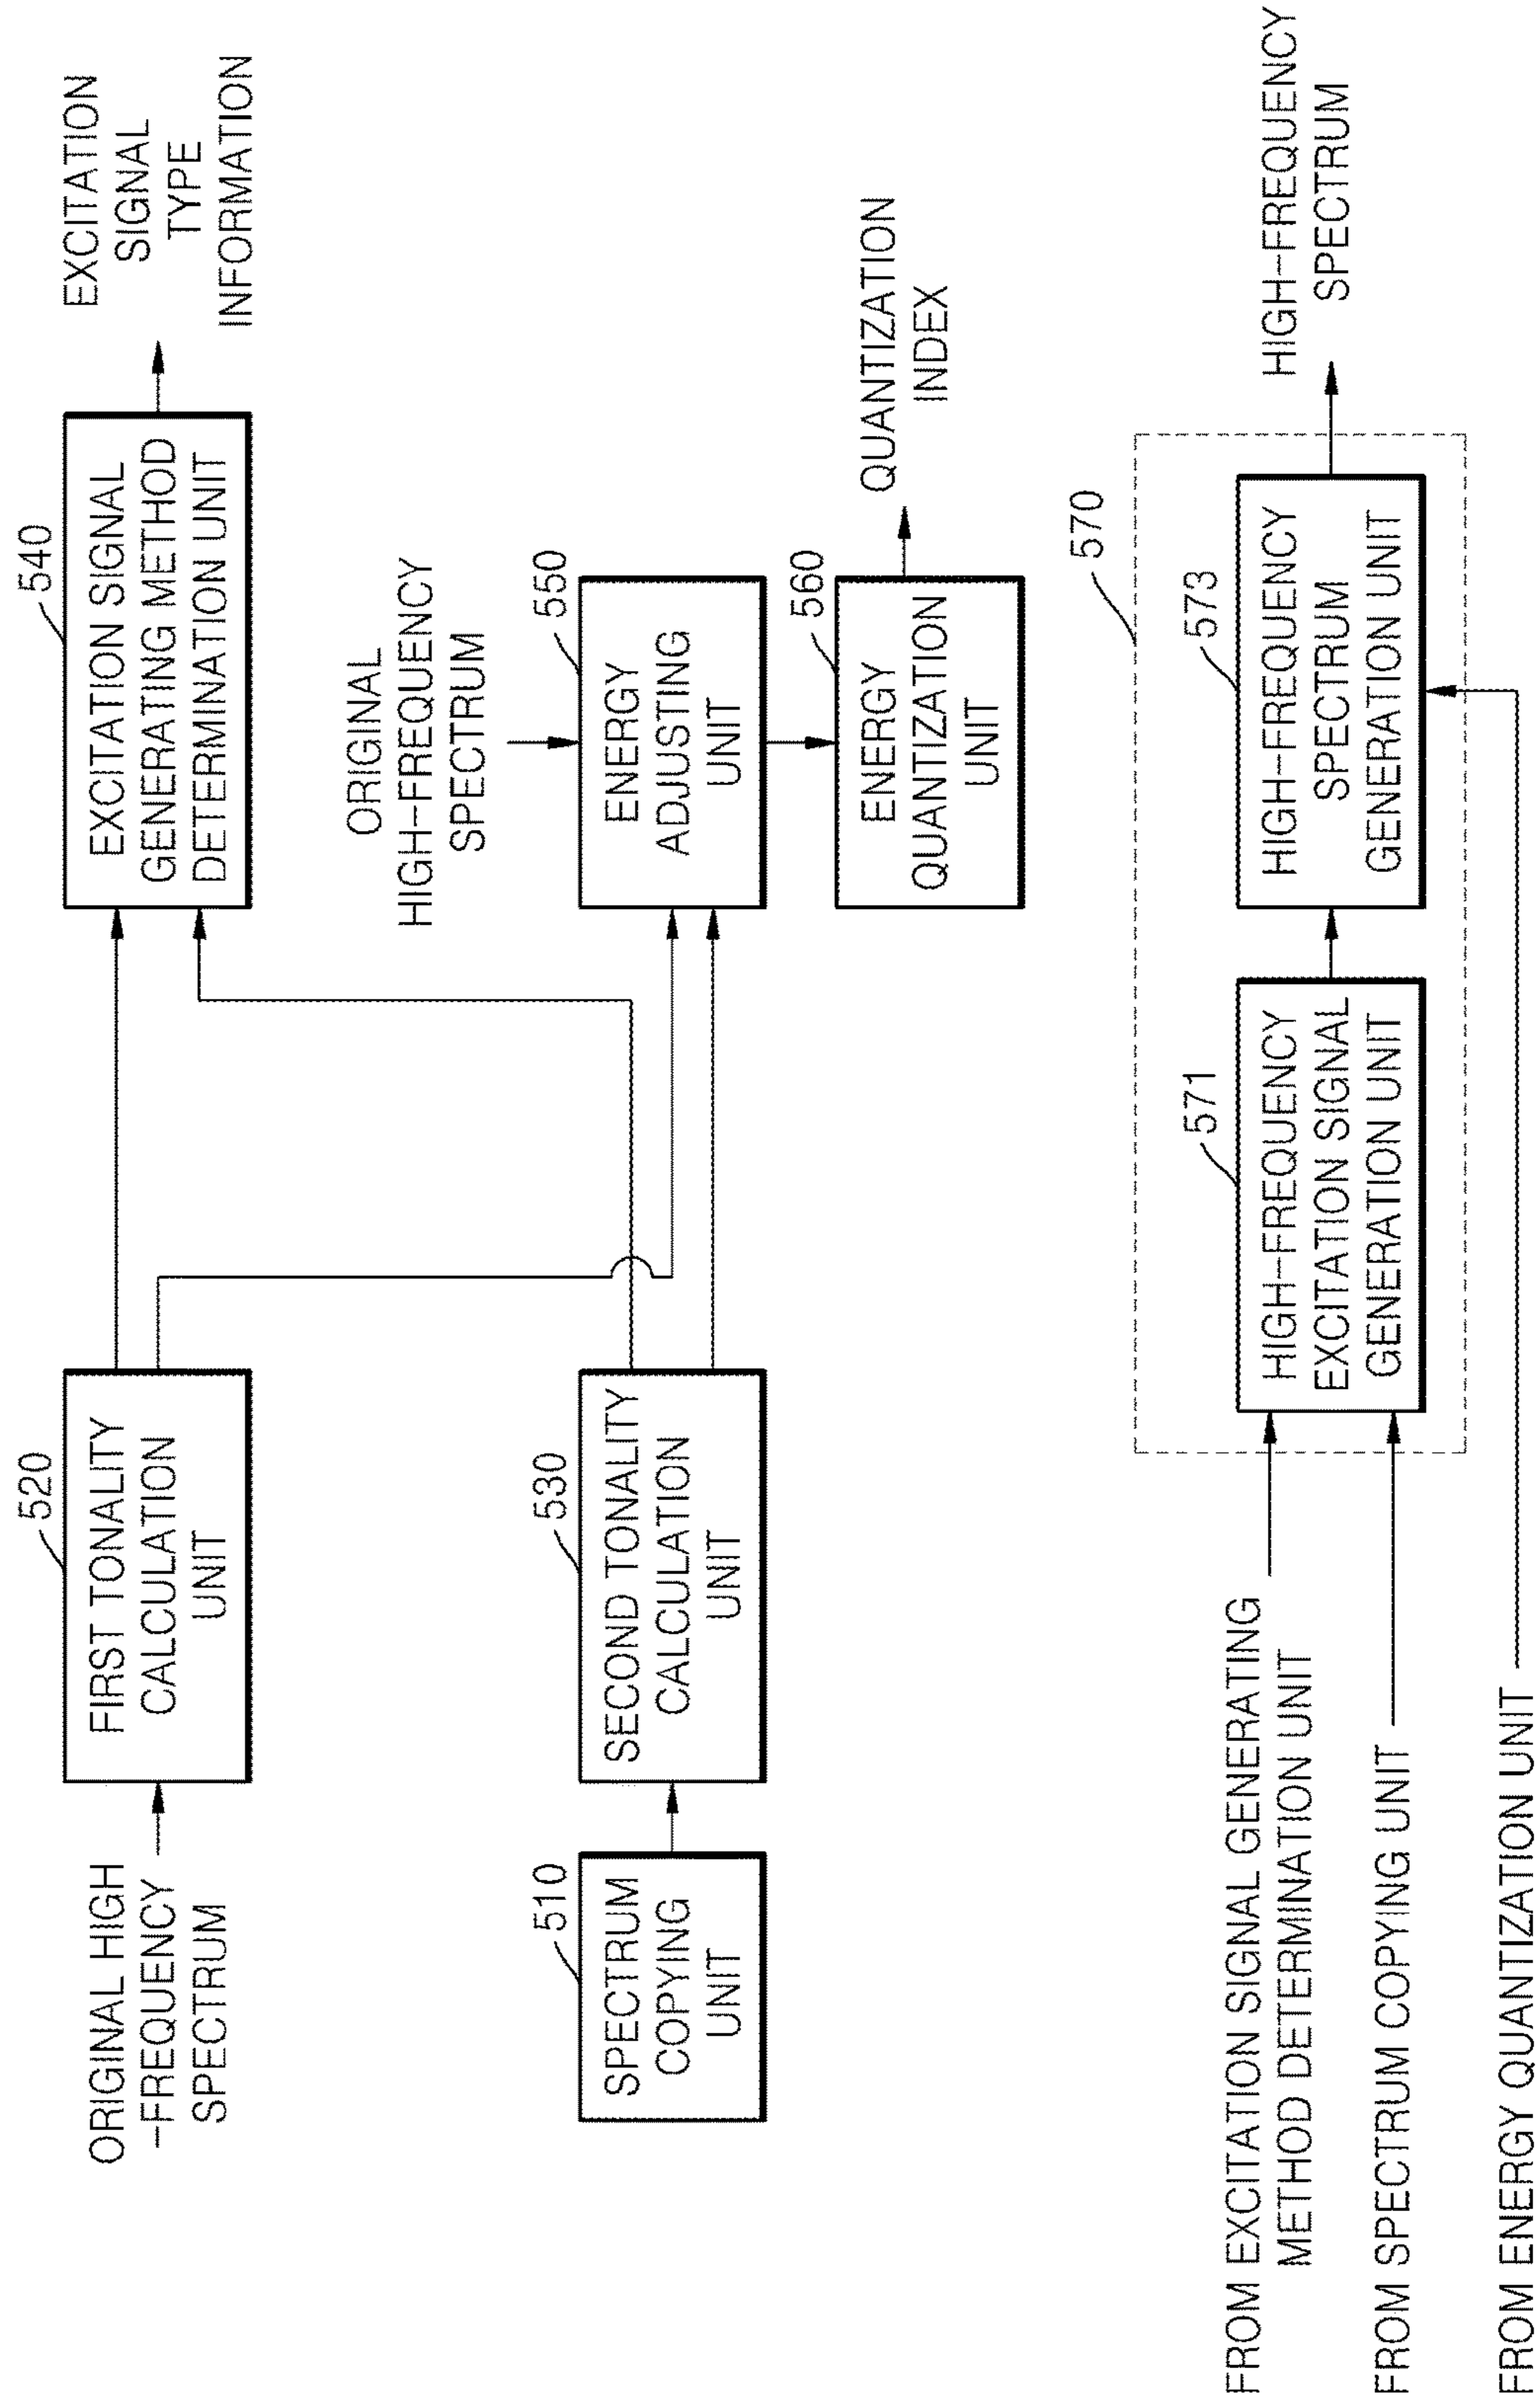 ORIGINAL HIGH
-FREQUENCY
SPECTRUM
520
FIRST TONALITY
CALCULATION
UNIT
540
EXCITATION SIGNAL
GENERATING METHOD
DETERMINATION UNIT
EXCITATION
SIGNAL
TYPE
INFORMATION
ORIGINAL
HIGH-FREQUENCY
SPECTRUM
510
SPECTRUM
COPYING
UNIT
530
SECOND TONALITY
CALCULATION
UNIT
550
ENERGY
ADJUSTING
UNIT
560
ENERGY
QUANTIZATION
UNIT
QUANTIZATION
INDEX
570
571
HIGH-FREQUENCY
EXCITATION SIGNAL
GENERATION UNIT
573
HIGH-FREQUENCY
SPECTRUM
GENERATION UNIT
HIGH-FREQUENCY
SPECTRUM
FROM EXCITATION SIGNAL GENERATING
METHOD DETERMINATION UNIT
FROM SPECTRUM COPYING UNIT
FROM ENERGY QUANTIZATION UNIT